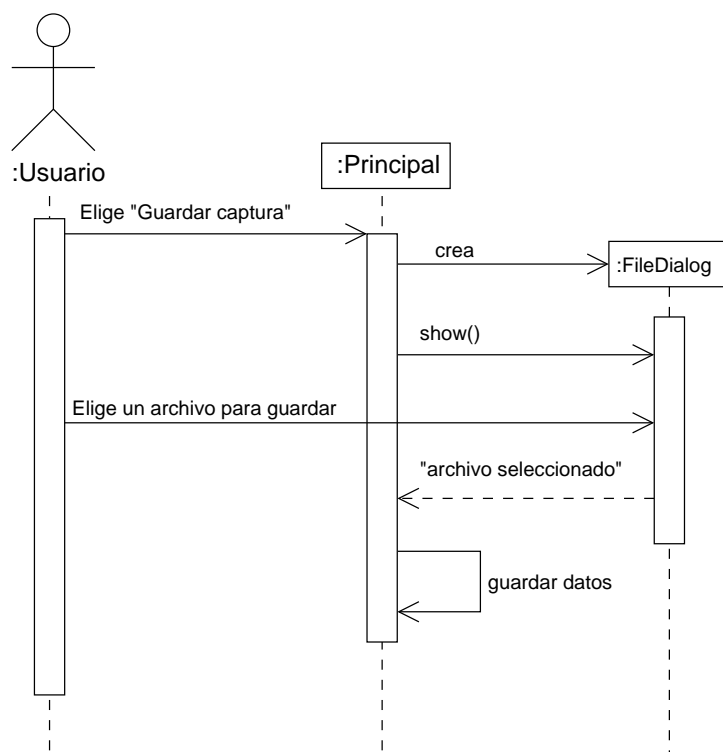 :Usuario
:Principal
Elige "Guardar captura"
crea
:FileDialog
show()
Elige un archivo para guardar
"archivo seleccionado"
guardar datos